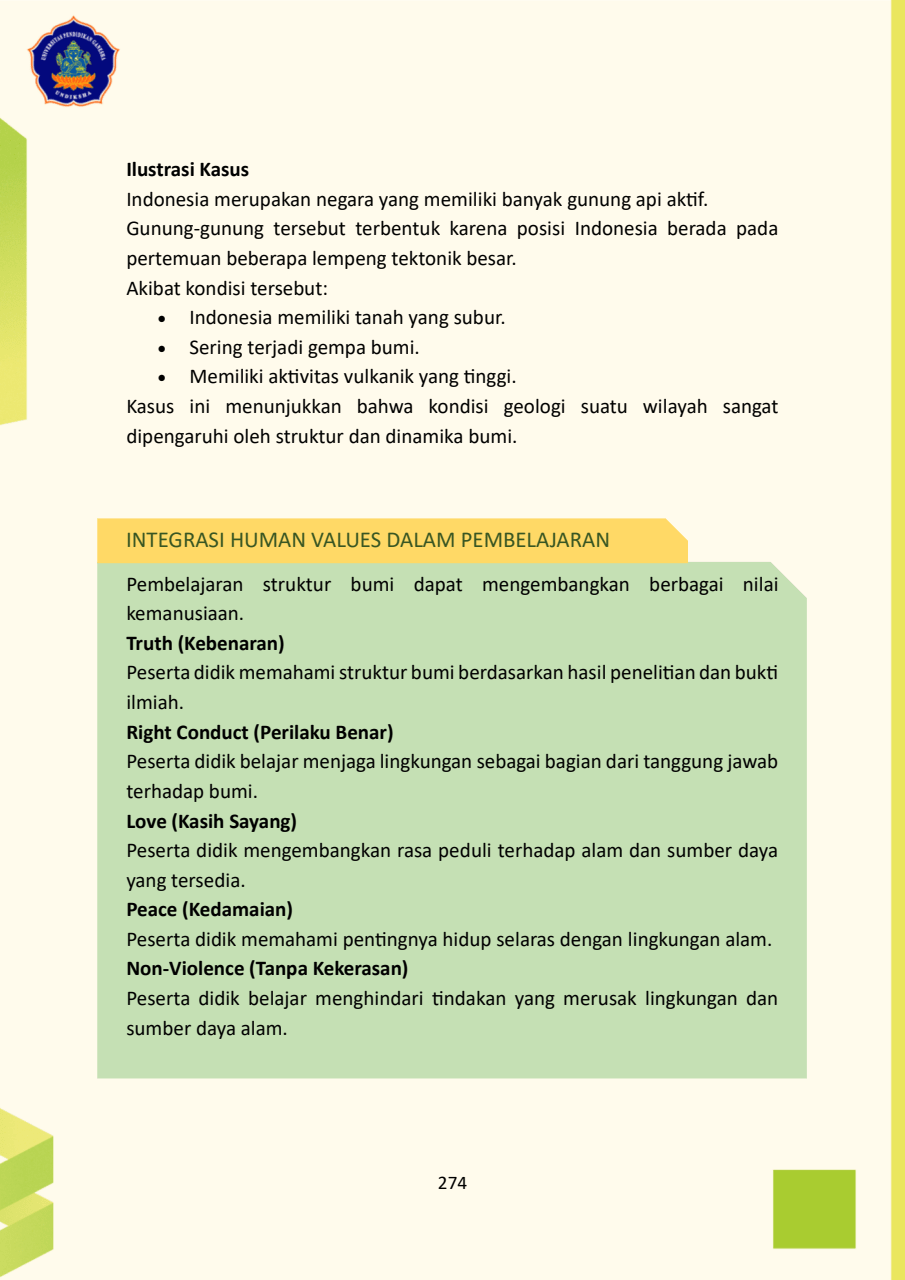 UNIVERSITAS PENDIDIKAN GANESHA
UNDIKSHA
Ilustrasi Kasus
Indonesia merupakan negara yang memiliki banyak gunung api aktif.
Gunung-gunung tersebut terbentuk karena posisi Indonesia berada pada
pertemuan beberapa lempeng tektonik besar.
Akibat kondisi tersebut:
• Indonesia memiliki tanah yang subur.
• Sering terjadi gempa bumi.
• Memiliki aktivitas vulkanik yang tinggi.
Kasus ini menunjukkan bahwa kondisi geologi suatu wilayah sangat
dipengaruhi oleh struktur dan dinamika bumi.
INTEGRASI HUMAN VALUES DALAM PEMBELAJARAN
Pembelajaran struktur bumi dapat mengembangkan berbagai nilai
kemanusiaan.
Truth (Kebenaran)
Peserta didik memahami struktur bumi berdasarkan hasil penelitian dan bukti
ilmiah.
Right Conduct (Perilaku Benar)
Peserta didik belajar menjaga lingkungan sebagai bagian dari tanggung jawab
terhadap bumi.
Love (Kasih Sayang)
Peserta didik mengembangkan rasa peduli terhadap alam dan sumber daya
yang tersedia.
Peace (Kedamaian)
Peserta didik memahami pentingnya hidup selaras dengan lingkungan alam.
Non-Violence (Tanpa Kekerasan)
Peserta didik belajar menghindari tindakan yang merusak lingkungan dan
sumber daya alam.
274